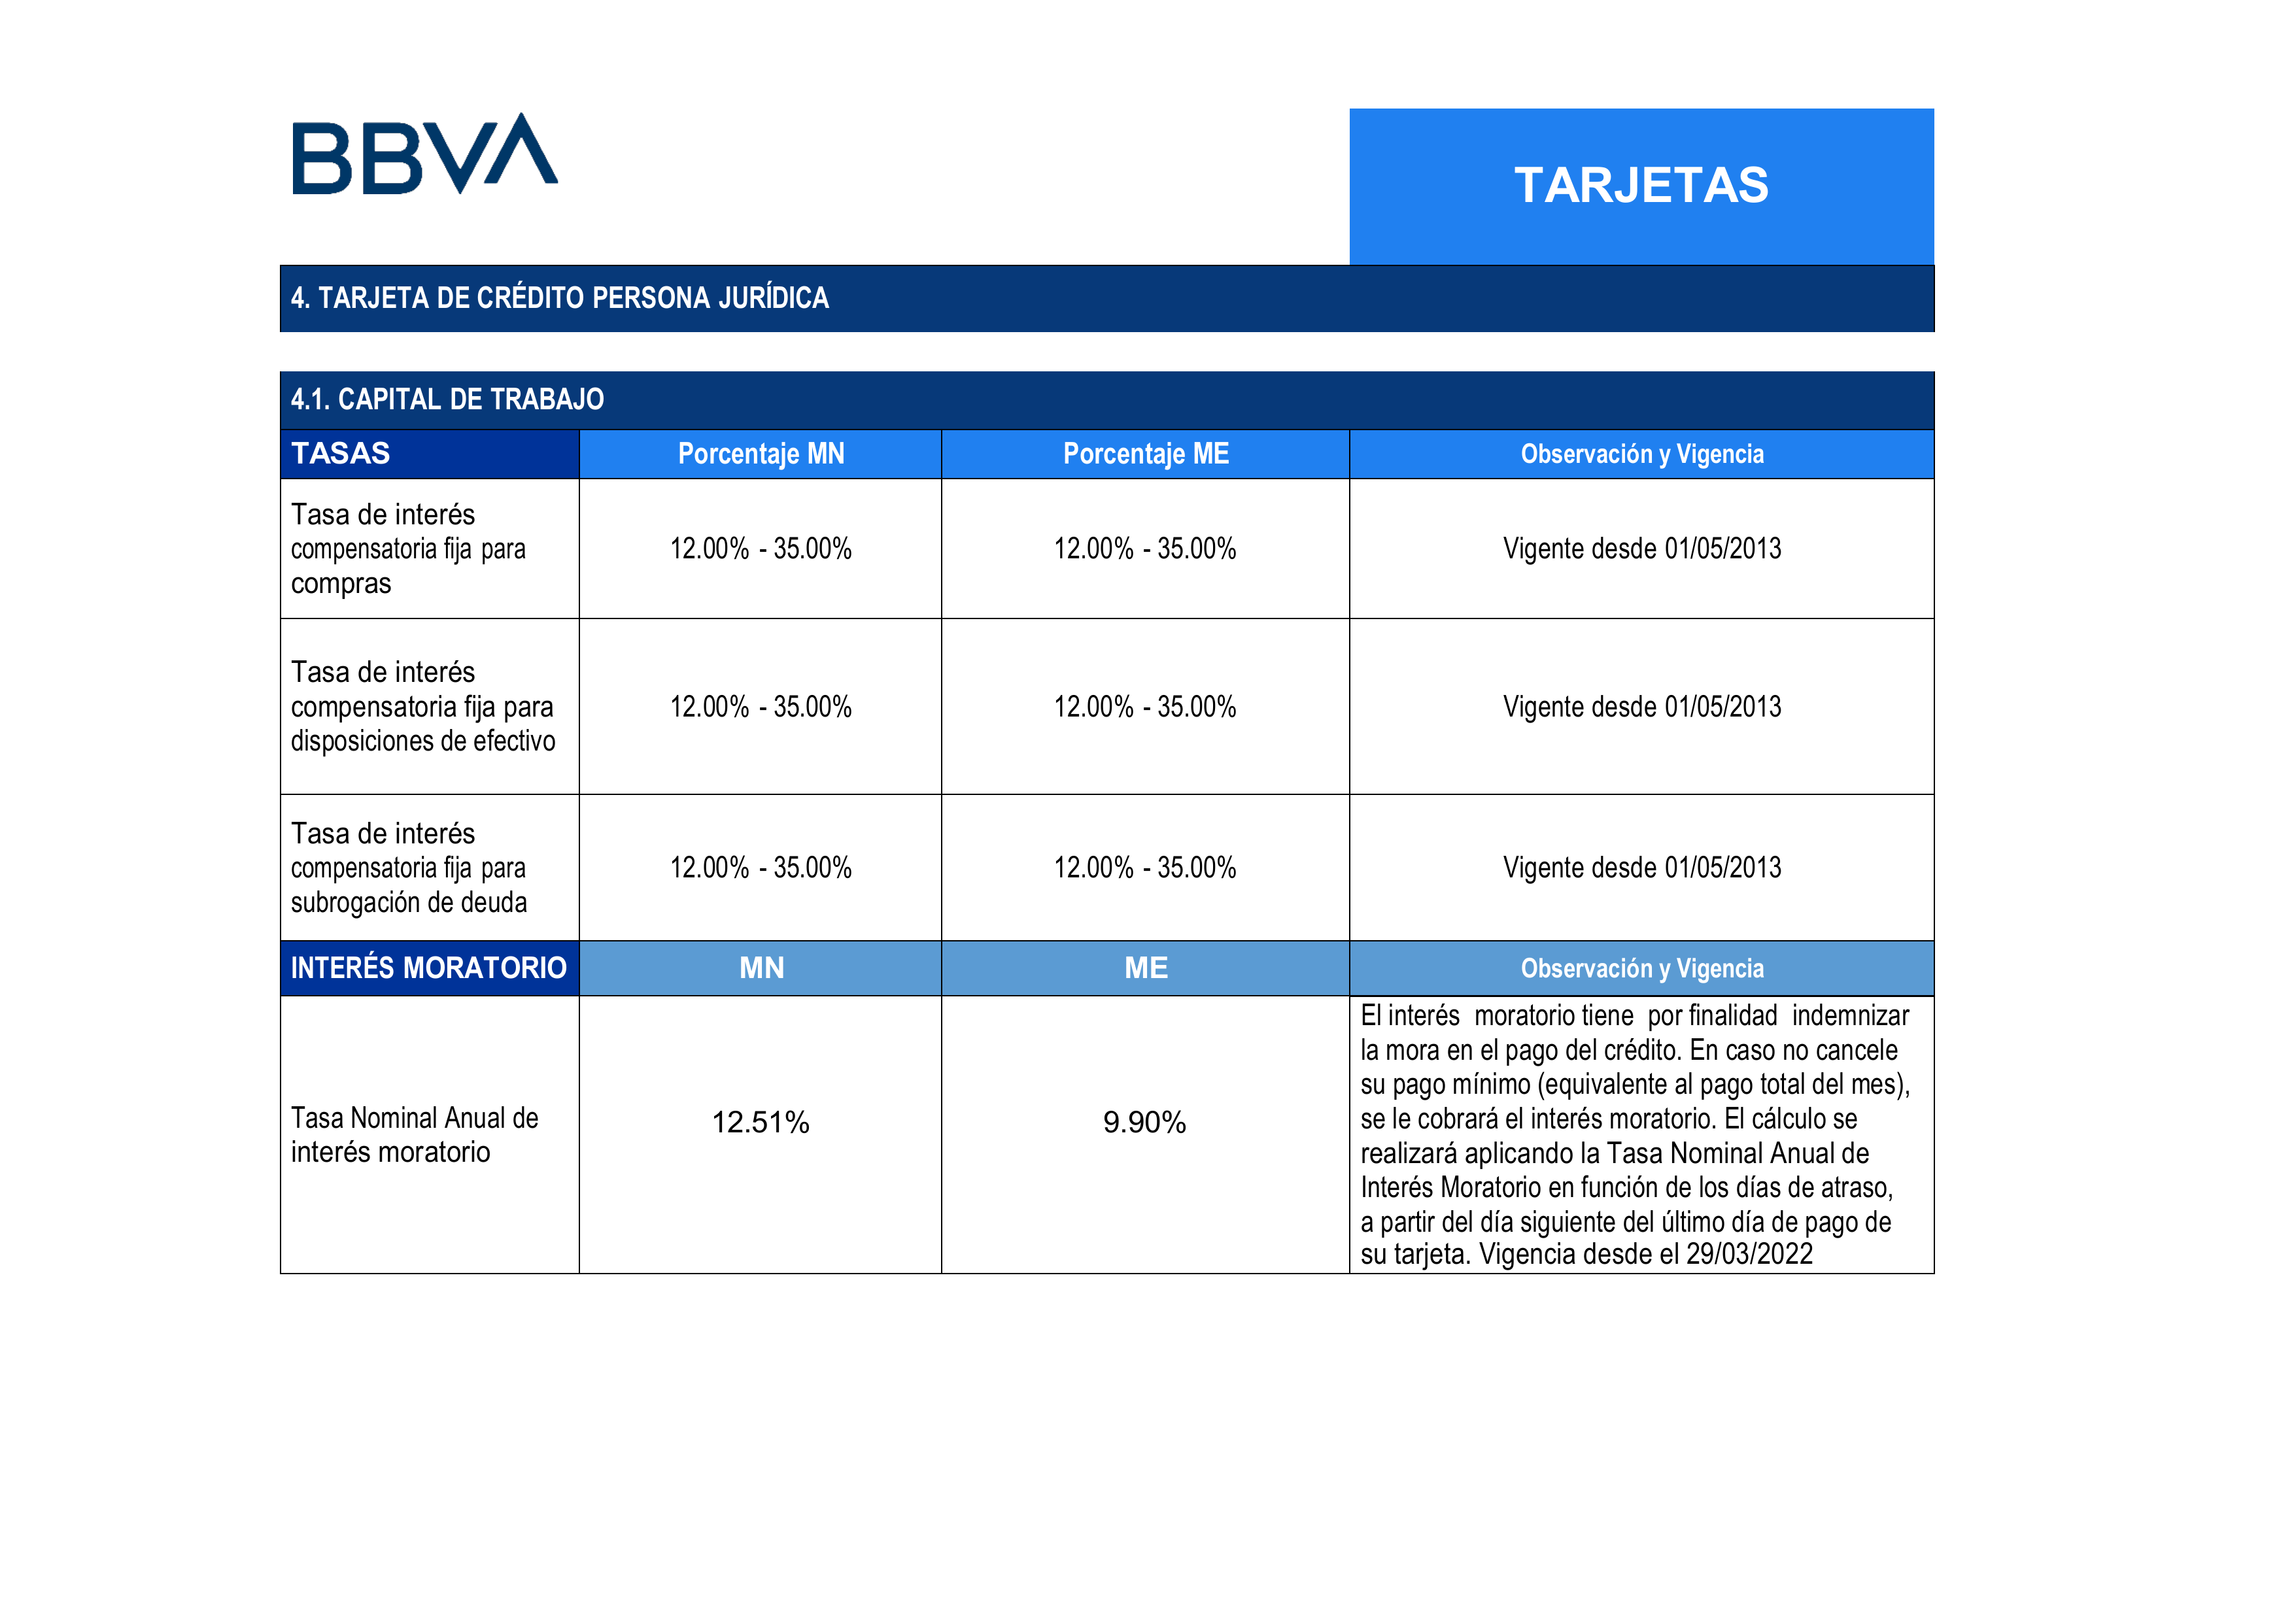 BBVA
TARJETAS
4. TARJETA DE CRÉDITO PERSONA JURÍDICA
4.1. CAPITAL DE TRABAJO
TASAS Porcentaje MN Porcentaje ME Observación y Vigencia
Tasa de interés
compensatoria fija para
compras
12.00% - 35.00% 12.00% - 35.00% Vigente desde 01/05/2013
Tasa de interés
compensatoria fija para
disposiciones de efectivo
12.00% - 35.00% 12.00% - 35.00% Vigente desde 01/05/2013
Tasa de interés
compensatoria fija para
subrogación de deuda
12.00% - 35.00% 12.00% - 35.00% Vigente desde 01/05/2013
INTERÉS MORATORIO MN ME Observación y Vigencia
Tasa Nominal Anual de
interés moratorio
12.51% 9.90%
El interés moratorio tiene por finalidad indemnizar
la mora en el pago del crédito. En caso no cancele
su pago mínimo (equivalente al pago total del mes),
se le cobrará el interés moratorio. El cálculo se
realizará aplicando la Tasa Nominal Anual de
Interés Moratorio en función de los días de atraso,
a partir del día siguiente del último día de pago de
su tarjeta. Vigencia desde el 29/03/2022